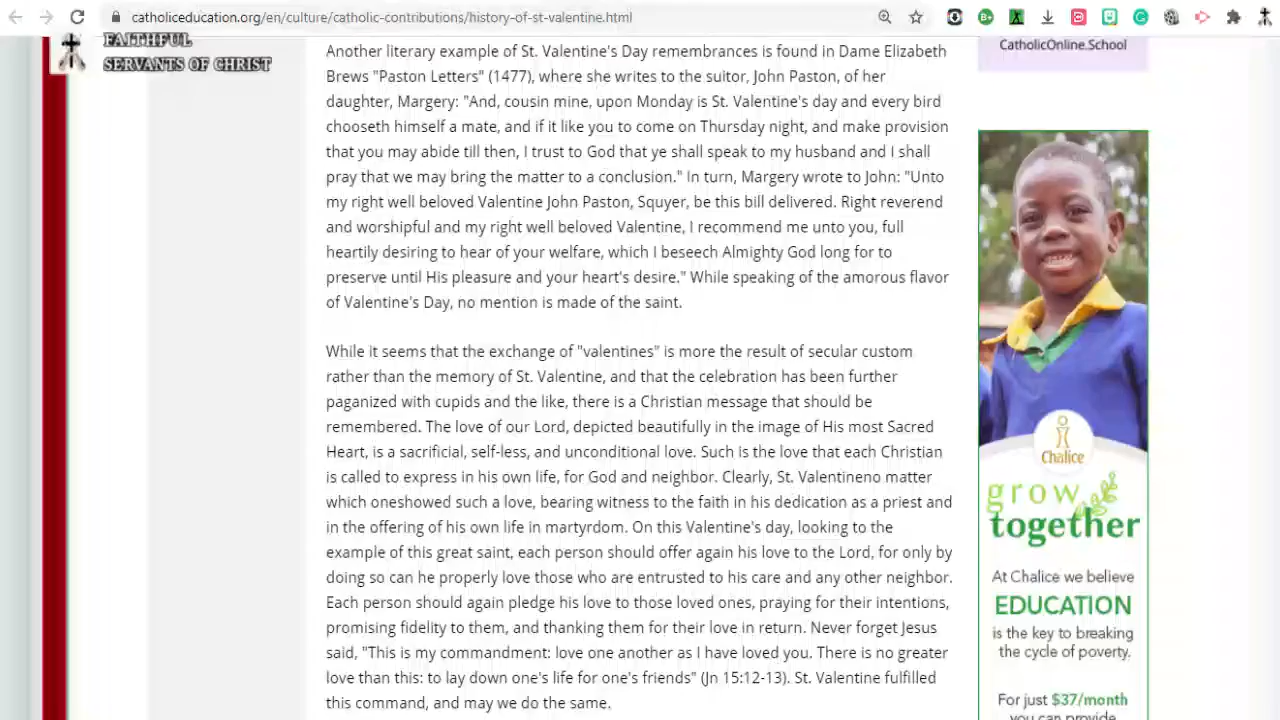 catholiceducation.org/en/culture/catholic-contributions/history-of-st-valentine.html
FAITHFUL
SERVANTS OF CHRIST
Another literary example of St. Valentine's Day remembrances is found in Dame Elizabeth
Brews "Paston Letters" (1477), where she writes to the suitor, John Paston, of her
daughter, Margery: "And, cousin mine, upon Monday is St. Valentine's day and every bird
chooseth himself a mate, and if it like you to come on Thursday night, and make provision
that you may abide till then, I trust to God that ye shall speak to my husband and I shall
pray that we may bring the matter to a conclusion." In turn, Margery wrote to John: "Unto
my right well beloved Valentine John Paston, Squyer, be this bill delivered. Right reverend
and worshipful and my right well beloved Valentine, I recommend me unto you, full
heartily desiring to hear of your welfare, which I beseech Almighty God long for to
preserve until His pleasure and your heart's desire." While speaking of the amorous flavor
of Valentine's Day, no mention is made of the saint.
While it seems that the exchange of "valentines" is more the result of secular custom
rather than the memory of St. Valentine, and that the celebration has been further
paganized with cupids and the like, there is a Christian message that should be
remembered. The love of our Lord, depicted beautifully in the image of His most Sacred
Heart, is a sacrificial, self-less, and unconditional love. Such is the love that each Christian
is called to express in his own life, for God and neighbor. Clearly, St. Valentineno matter
which oneshowed such a love, bearing witness to the faith in his dedication as a priest and
in the offering of his own life in martyrdom. On this Valentine's day, looking to the
example of this great saint, each person should offer again his love to the Lord, for only by
doing so can he properly love those who are entrusted to his care and any other neighbor.
Each person should again pledge his love to those loved ones, praying for their intentions,
promising fidelity to them, and thanking them for their love in return. Never forget Jesus
said, "This is my commandment: love one another as I have loved you. There is no greater
love than this: to lay down one's life for one's friends" (Jn 15:12-13). St. Valentine fulfilled
this command, and may we do the same.
CatholicOnline.School
Chalice
grow
together
At Chalice we believe
EDUCATION
is the key to breaking
the cycle of poverty.
For just $37/month
you can provide